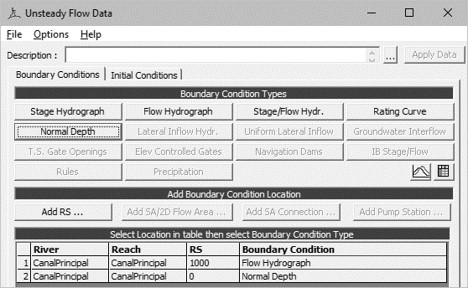 Unsteady Flow Data
File Options Help
Description : ... Apply Data
Boundary Conditions Initial Conditions
Boundary Condition Types
Stage Hydrograph Flow Hydrograph Stage/Flow Hydr. Rating Curve
Normal Depth Lateral Inflow Hydr. Uniform Lateral Inflow Groundwater Interflow
T.S. Gate Openings Elev Controlled Gates Navigation Dams IB Stage/Flow
Rules Precipitation
Add Boundary Condition Location
Add RS ... Add SA/2D Flow Area ... Add SA Connection ... Add Pump Station ...
Select Location in table then select Boundary Condition Type
River Reach RS Boundary Condition
1 CanalPrincipal CanalPrincipal 1000 Flow Hydrograph
2 CanalPrincipal CanalPrincipal 0 Normal Depth